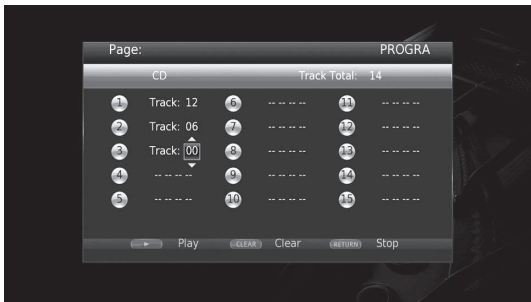 Page: PROGRA
CD Track Total: 14
1 Track: 12 6 -- -- -- -- 11 -- -- -- --
2 Track: 06 7 -- -- -- -- 12 -- -- -- --
3 Track: 00 8 -- -- -- -- 13 -- -- -- --
4 -- -- -- -- 9 -- -- -- -- 14 -- -- -- --
5 -- -- -- -- 10 -- -- -- -- 15 -- -- -- --
Play CLEAR Clear RETURN Stop